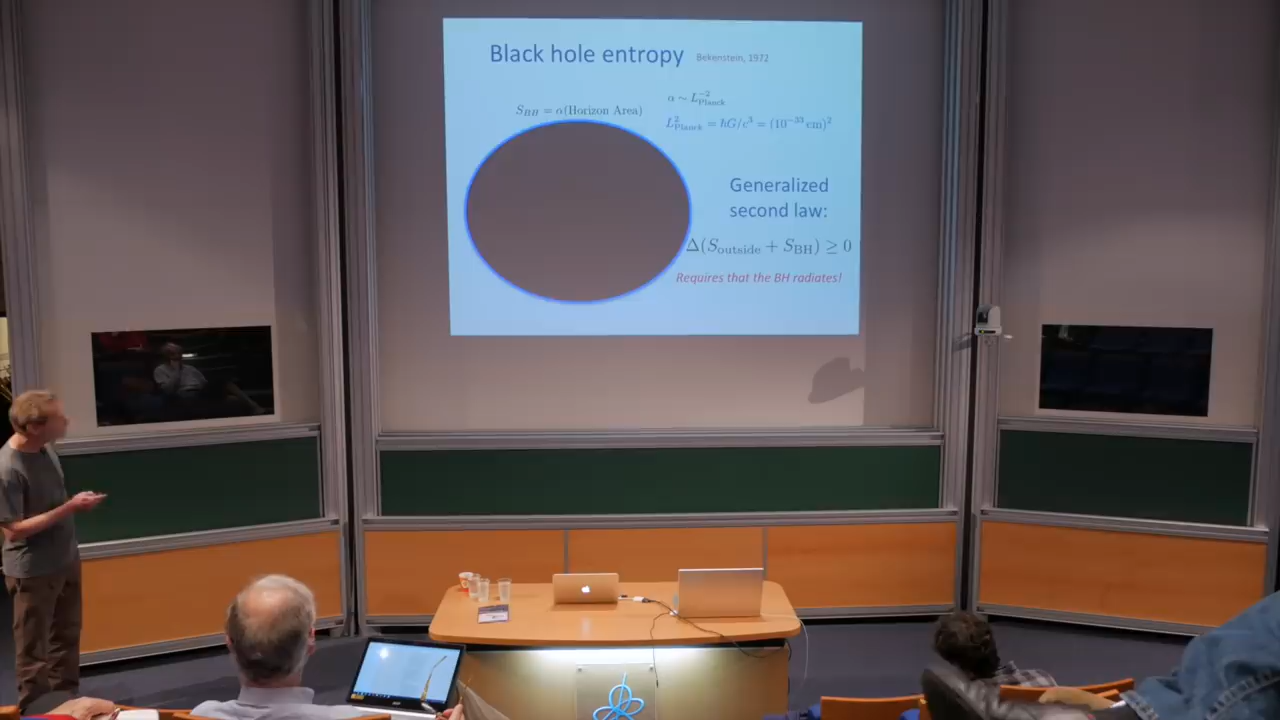 Black hole entropy Bekenstein, 1972
S_BH = α(Horizon Area)
α ∼ L_Planck^−2
L_Planck^2 = ħG/c^3 = (10^−33 cm)^2
Generalized
second law:
Δ(S_outside + S_BH) ≥ 0
Requires that the BH radiates!